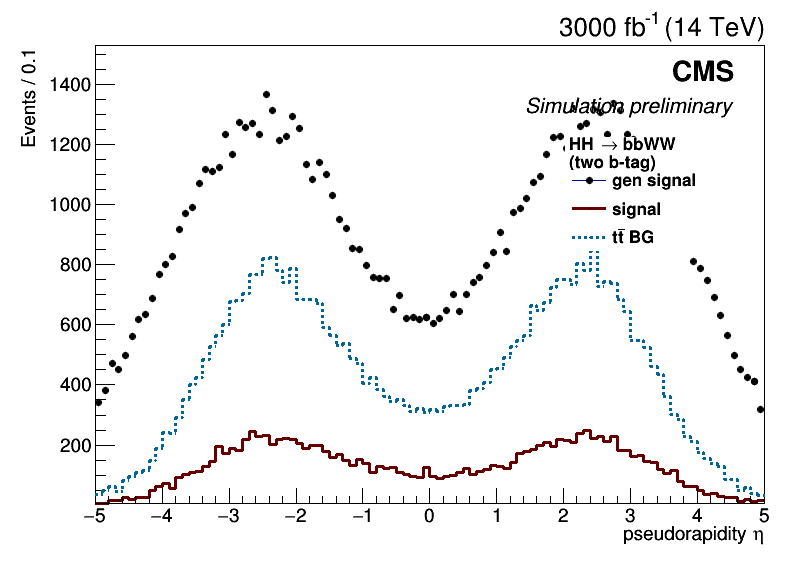 3000 fb⁻¹ (14 TeV)
Events / 0.1
CMS
Simulation preliminary
HH → b̄bWW
(two b-tag)
gen signal
signal
tt̄ BG
1400
1200
1000
800
600
400
200
−5 −4 −3 −2 −1 0 1 2 3 4 5
pseudorapidity η